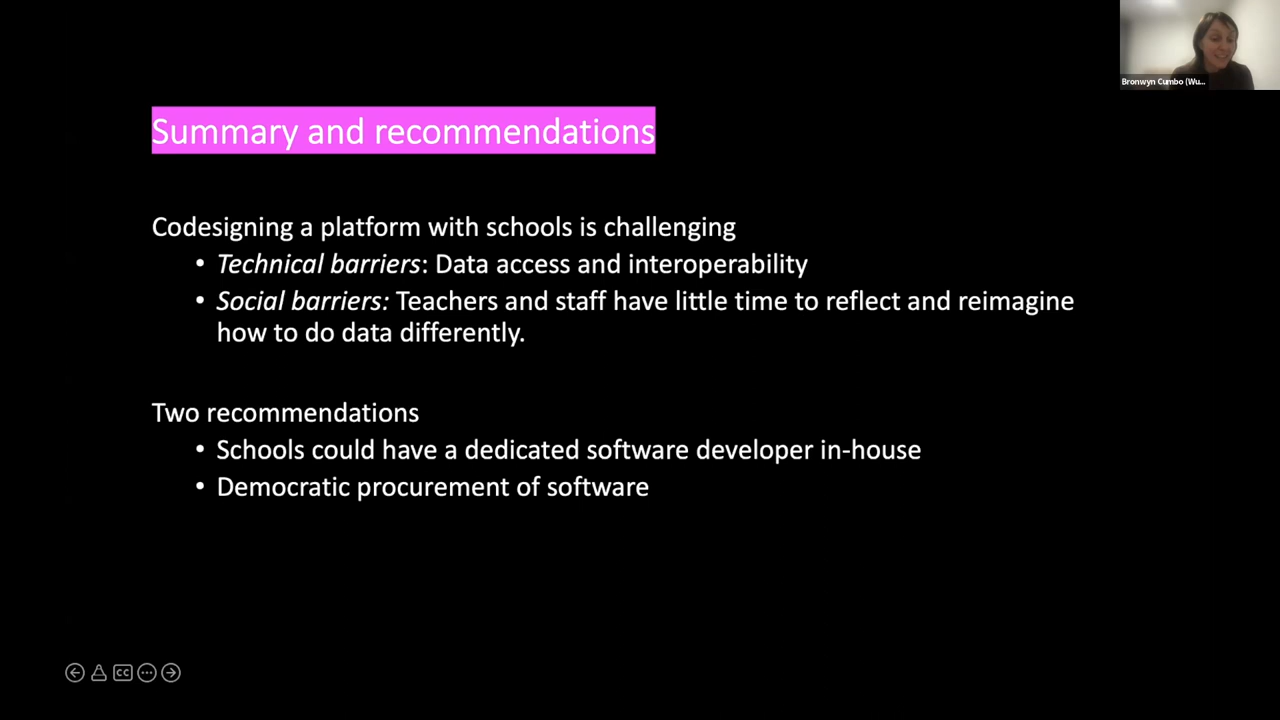 Bronwyn Cumbo (Wu...
Summary and recommendations
Codesigning a platform with schools is challenging
• Technical barriers: Data access and interoperability
• Social barriers: Teachers and staff have little time to reflect and reimagine
how to do data differently.
Two recommendations
• Schools could have a dedicated software developer in-house
• Democratic procurement of software
CC